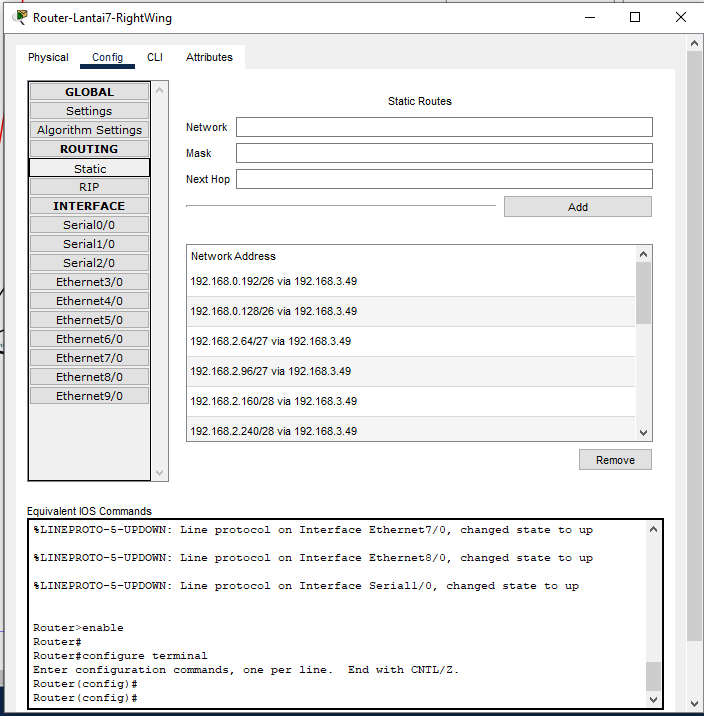 Router-Lantai7-RightWing
Physical Config CLI Attributes
GLOBAL
Settings
Algorithm Settings
ROUTING
Static
RIP
INTERFACE
Serial0/0
Serial1/0
Serial2/0
Ethernet3/0
Ethernet4/0
Ethernet5/0
Ethernet6/0
Ethernet7/0
Ethernet8/0
Ethernet9/0
Static Routes
Network
Mask
Next Hop
Add
Network Address
192.168.0.192/26 via 192.168.3.49
192.168.0.128/26 via 192.168.3.49
192.168.2.64/27 via 192.168.3.49
192.168.2.96/27 via 192.168.3.49
192.168.2.160/28 via 192.168.3.49
192.168.2.240/28 via 192.168.3.49
Remove
Equivalent IOS Commands
%LINEPROTO-5-UPDOWN: Line protocol on Interface Ethernet7/0, changed state to up
%LINEPROTO-5-UPDOWN: Line protocol on Interface Ethernet8/0, changed state to up
%LINEPROTO-5-UPDOWN: Line protocol on Interface Serial1/0, changed state to up
Router>enable
Router#
Router#configure terminal
Enter configuration commands, one per line.  End with CNTL/Z.
Router(config)#
Router(config)#